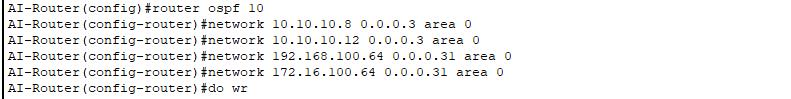 AI-Router(config)#router ospf 10
AI-Router(config-router)#network 10.10.10.8 0.0.0.3 area 0
AI-Router(config-router)#network 10.10.10.12 0.0.0.3 area 0
AI-Router(config-router)#network 192.168.100.64 0.0.0.31 area 0
AI-Router(config-router)#network 172.16.100.64 0.0.0.31 area 0
AI-Router(config-router)#do wr